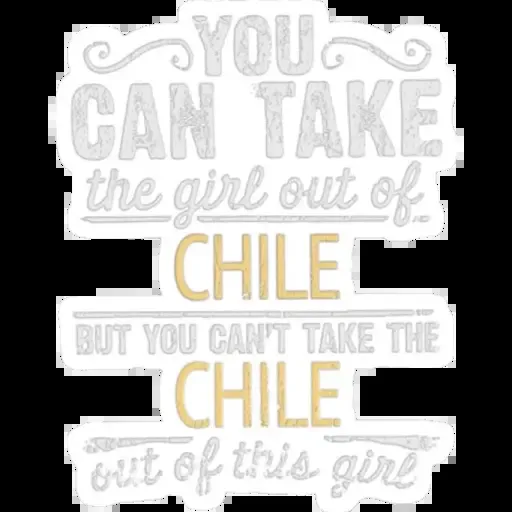 YOU
CAN TAKE
the girl out of
CHILE
BUT YOU CAN'T TAKE THE
CHILE
out of this girl